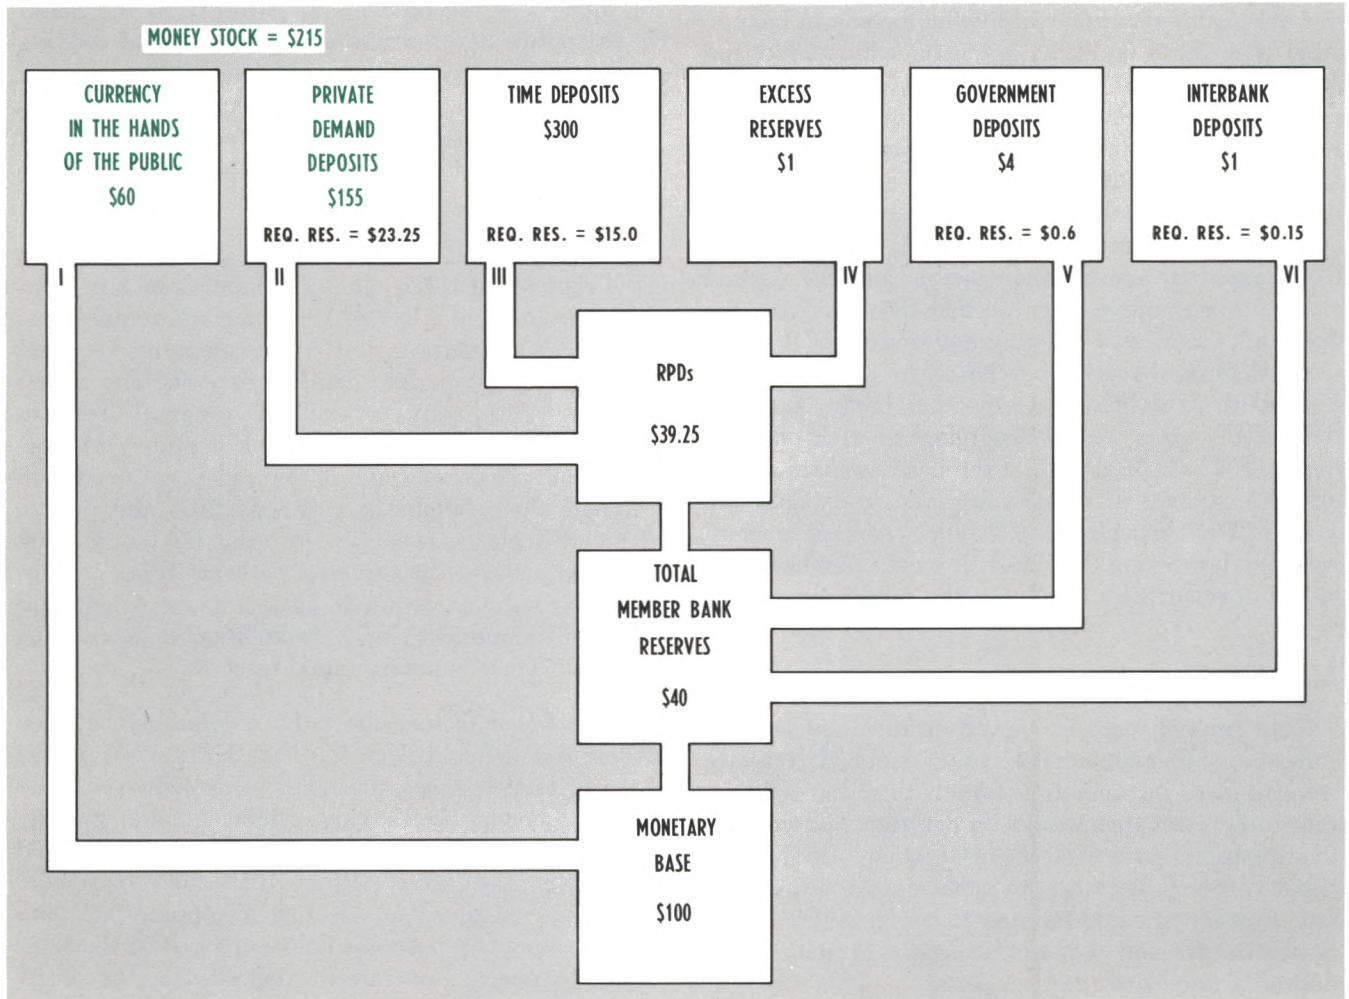 MONEY STOCK = $215
CURRENCY
IN THE HANDS
OF THE PUBLIC
$60
PRIVATE
DEMAND
DEPOSITS
$155
REQ. RES. = $23.25
TIME DEPOSITS
$300
REQ. RES. = $15.0
EXCESS
RESERVES
$1
GOVERNMENT
DEPOSITS
$4
REQ. RES. = $0.6
INTERBANK
DEPOSITS
$1
REQ. RES. = $0.15
I
II
III
IV
V
VI
RPDs
$39.25
TOTAL
MEMBER BANK
RESERVES
$40
MONETARY
BASE
$100